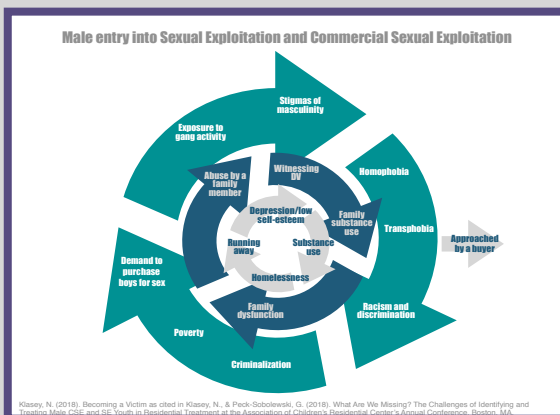 Male entry into Sexual Exploitation and Commercial Sexual Exploitation
Stigmas of
masculinity
Exposure to
gang activity
Homophobia
Transphobia
Racism and
discrimination
Criminalization
Poverty
Demand to
purchase
boys for sex
Witnessing
DV
Abuse by a
family
member
Family
substance
use
Family
dysfunction
Depression/low
self-esteem
Running
away
Substance
use
Homelessness
Approached
by a buyer
Klasey, N. (2018). Becoming a Victim as cited in Klasey, N., & Peck-Sobolewski, G. (2018). What Are We Missing? The Challenges of Identifying and
Treating Male CSE and SE Youth in Residential Treatment at the Association of Children's Residential Center's Annual Conference, Boston, MA.